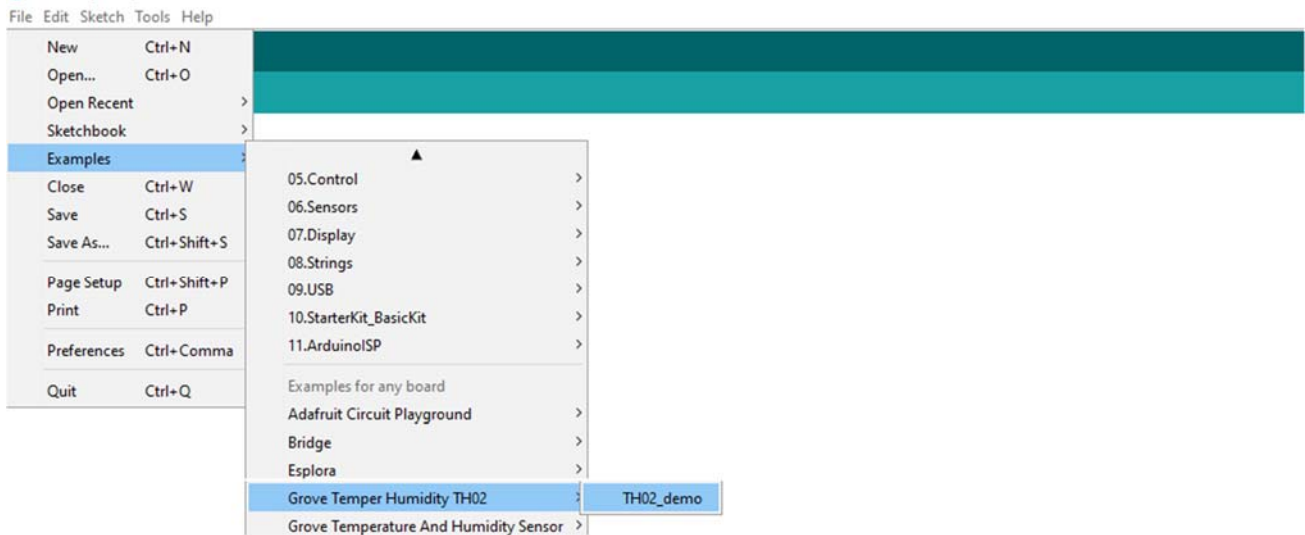 File Edit Sketch Tools Help
New Ctrl+N
Open... Ctrl+O
Open Recent
Sketchbook
Examples
Close Ctrl+W
Save Ctrl+S
Save As... Ctrl+Shift+S
Page Setup Ctrl+Shift+P
Print Ctrl+P
Preferences Ctrl+Comma
Quit Ctrl+Q
05.Control
06.Sensors
07.Display
08.Strings
09.USB
10.StarterKit_BasicKit
11.ArduinoISP
Examples for any board
Adafruit Circuit Playground
Bridge
Esplora
Grove Temper Humidity TH02
Grove Temperature And Humidity Sensor
TH02_demo